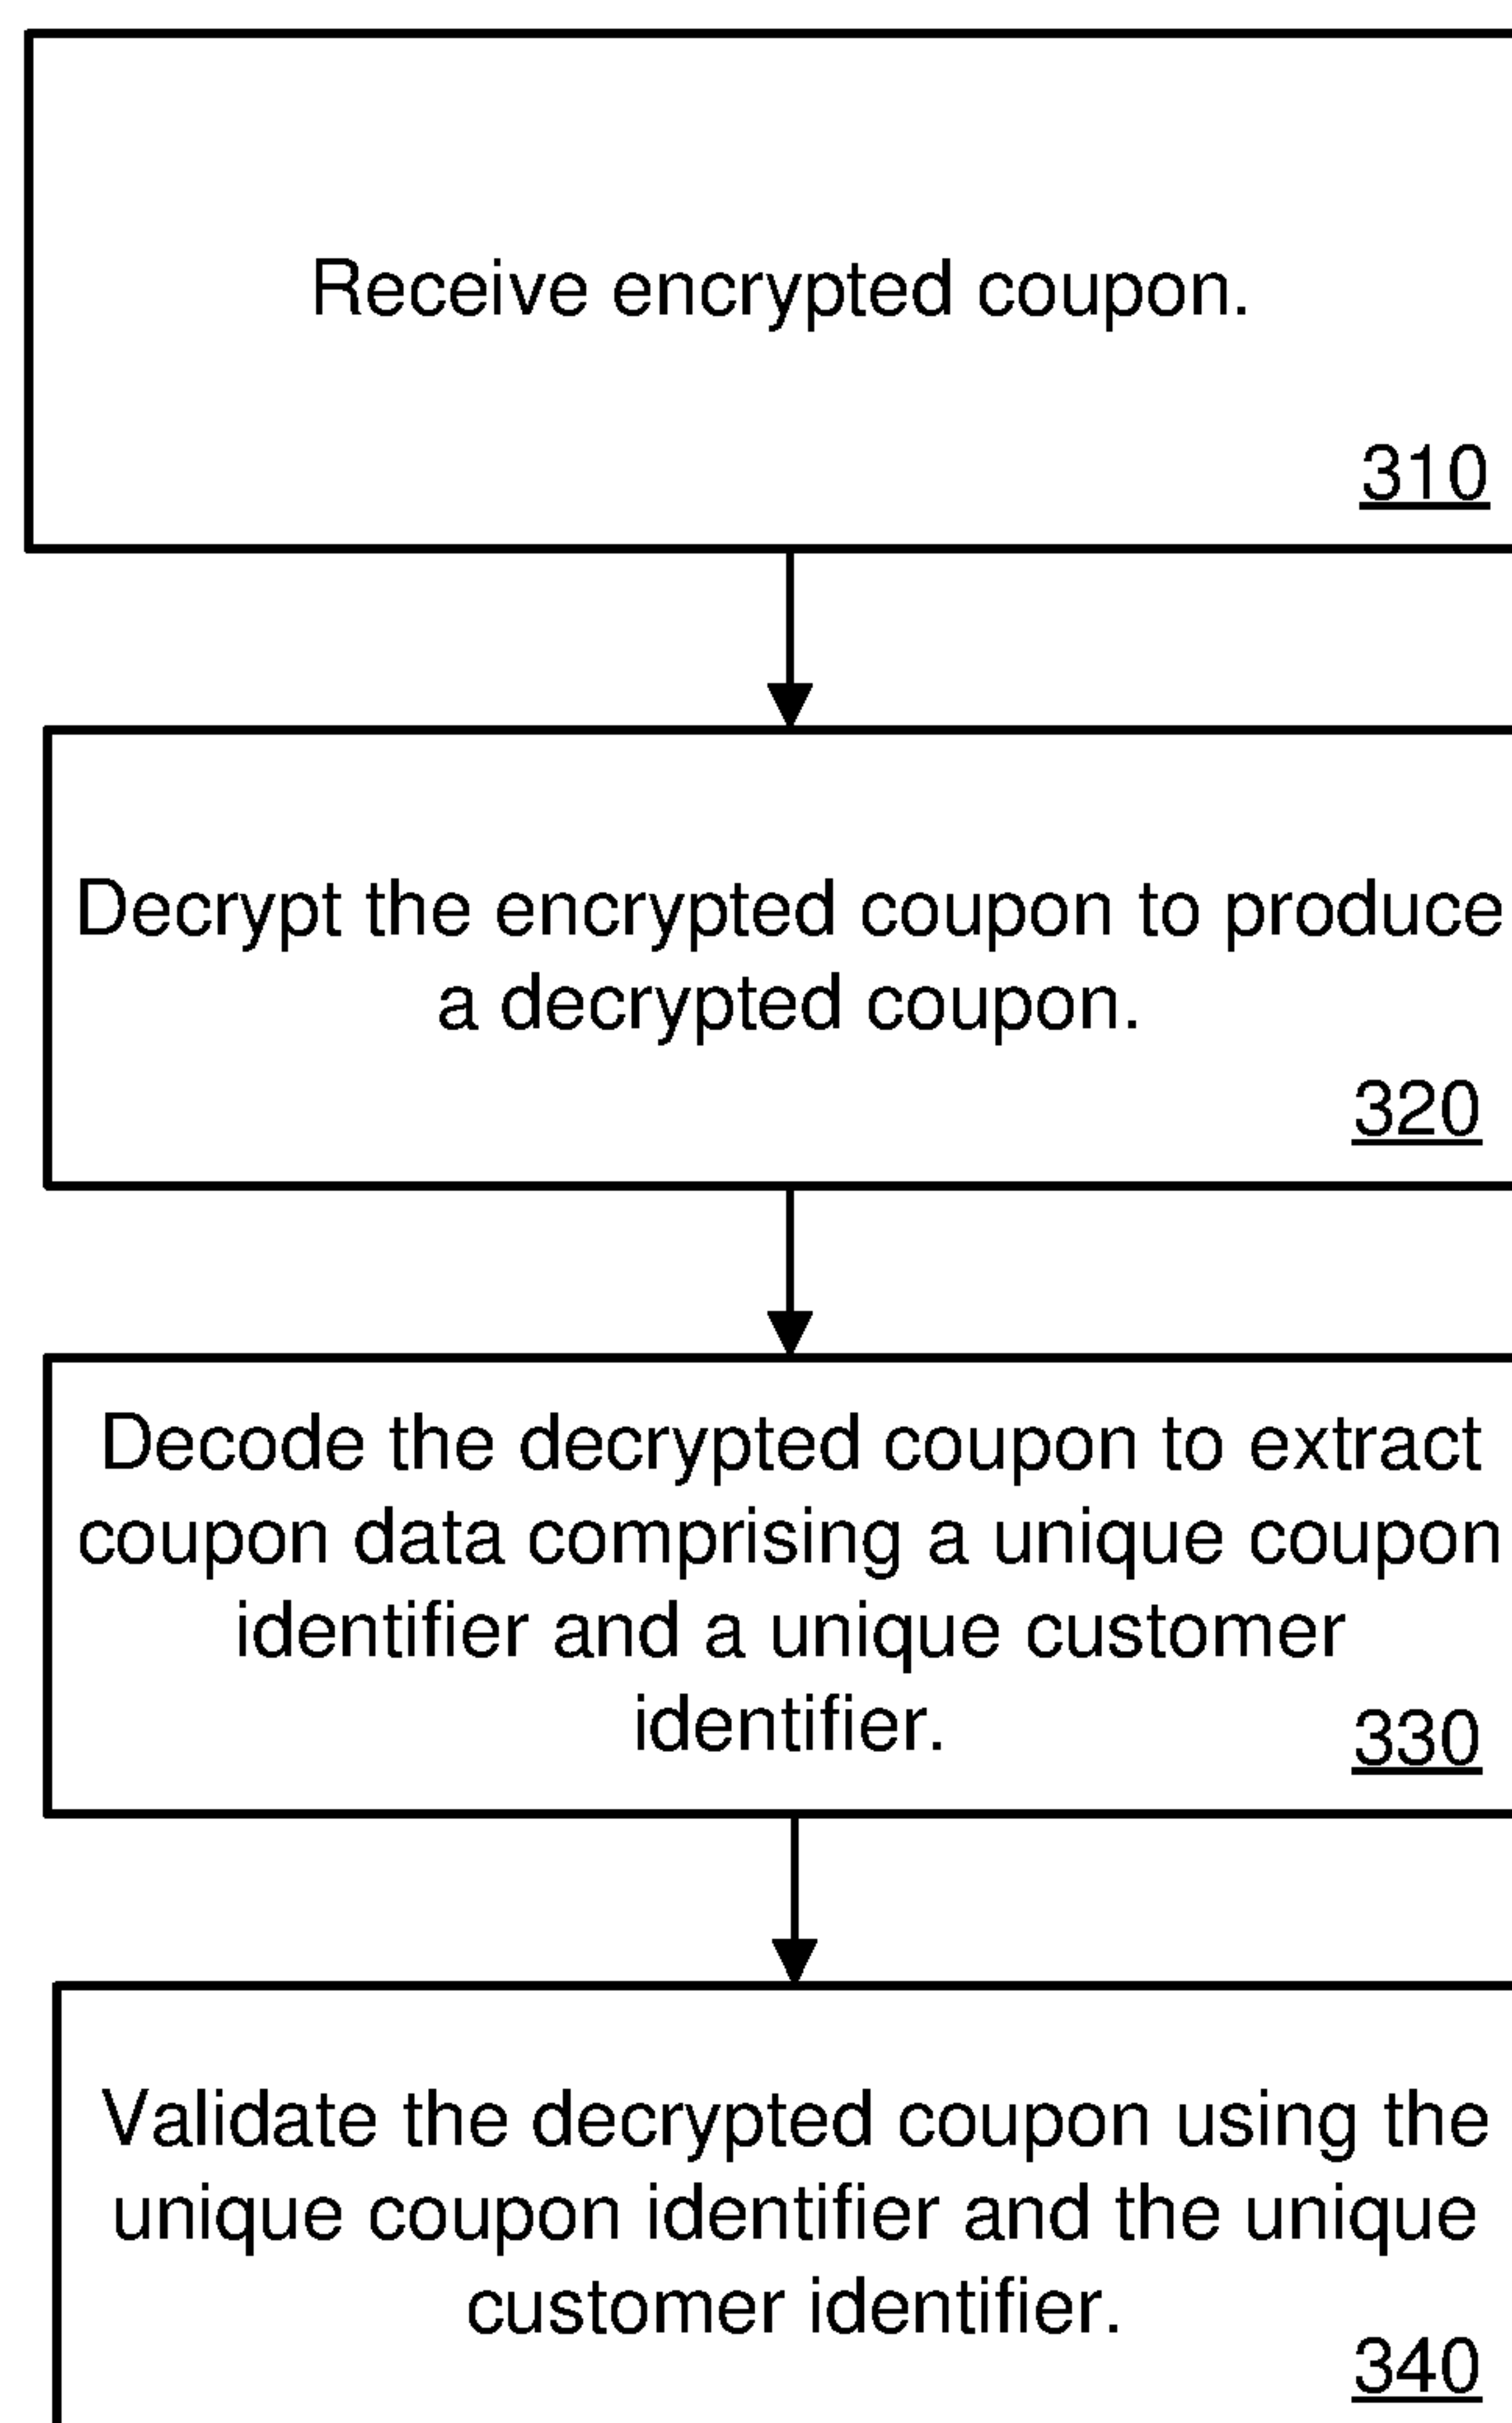 Receive encrypted coupon.
310
Decrypt the encrypted coupon to produce
a decrypted coupon.
320
Decode the decrypted coupon to extract
coupon data comprising a unique coupon
identifier and a unique customer
identifier.
330
Validate the decrypted coupon using the
unique coupon identifier and the unique
customer identifier.
340